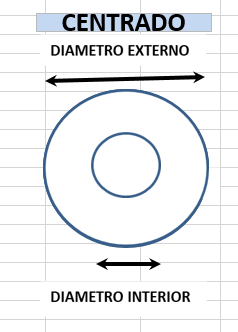 CENTRADO
DIAMETRO EXTERNO
DIAMETRO INTERIOR